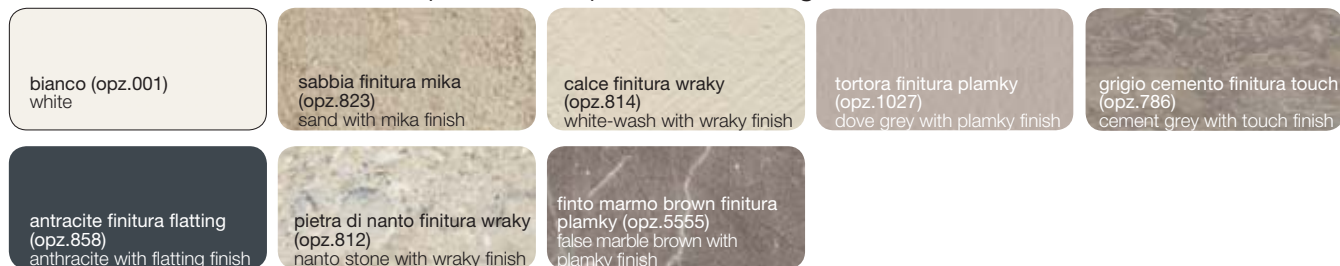 bianco (opz.001)
white
sabbia finitura mika
(opz.823)
sand with mika finish
calce finitura wraky
(opz.814)
white-wash with wraky finish
tortora finitura plamky
(opz.1027)
dove grey with plamky finish
grigio cemento finitura touch
(opz.786)
cement grey with touch finish
antracite finitura flatting
(opz.858)
anthracite with flatting finish
pietra di nanto finitura wraky
(opz.812)
nanto stone with wraky finish
finto marmo brown finitura
plamky (opz.5555)
false marble brown with
plamky finish